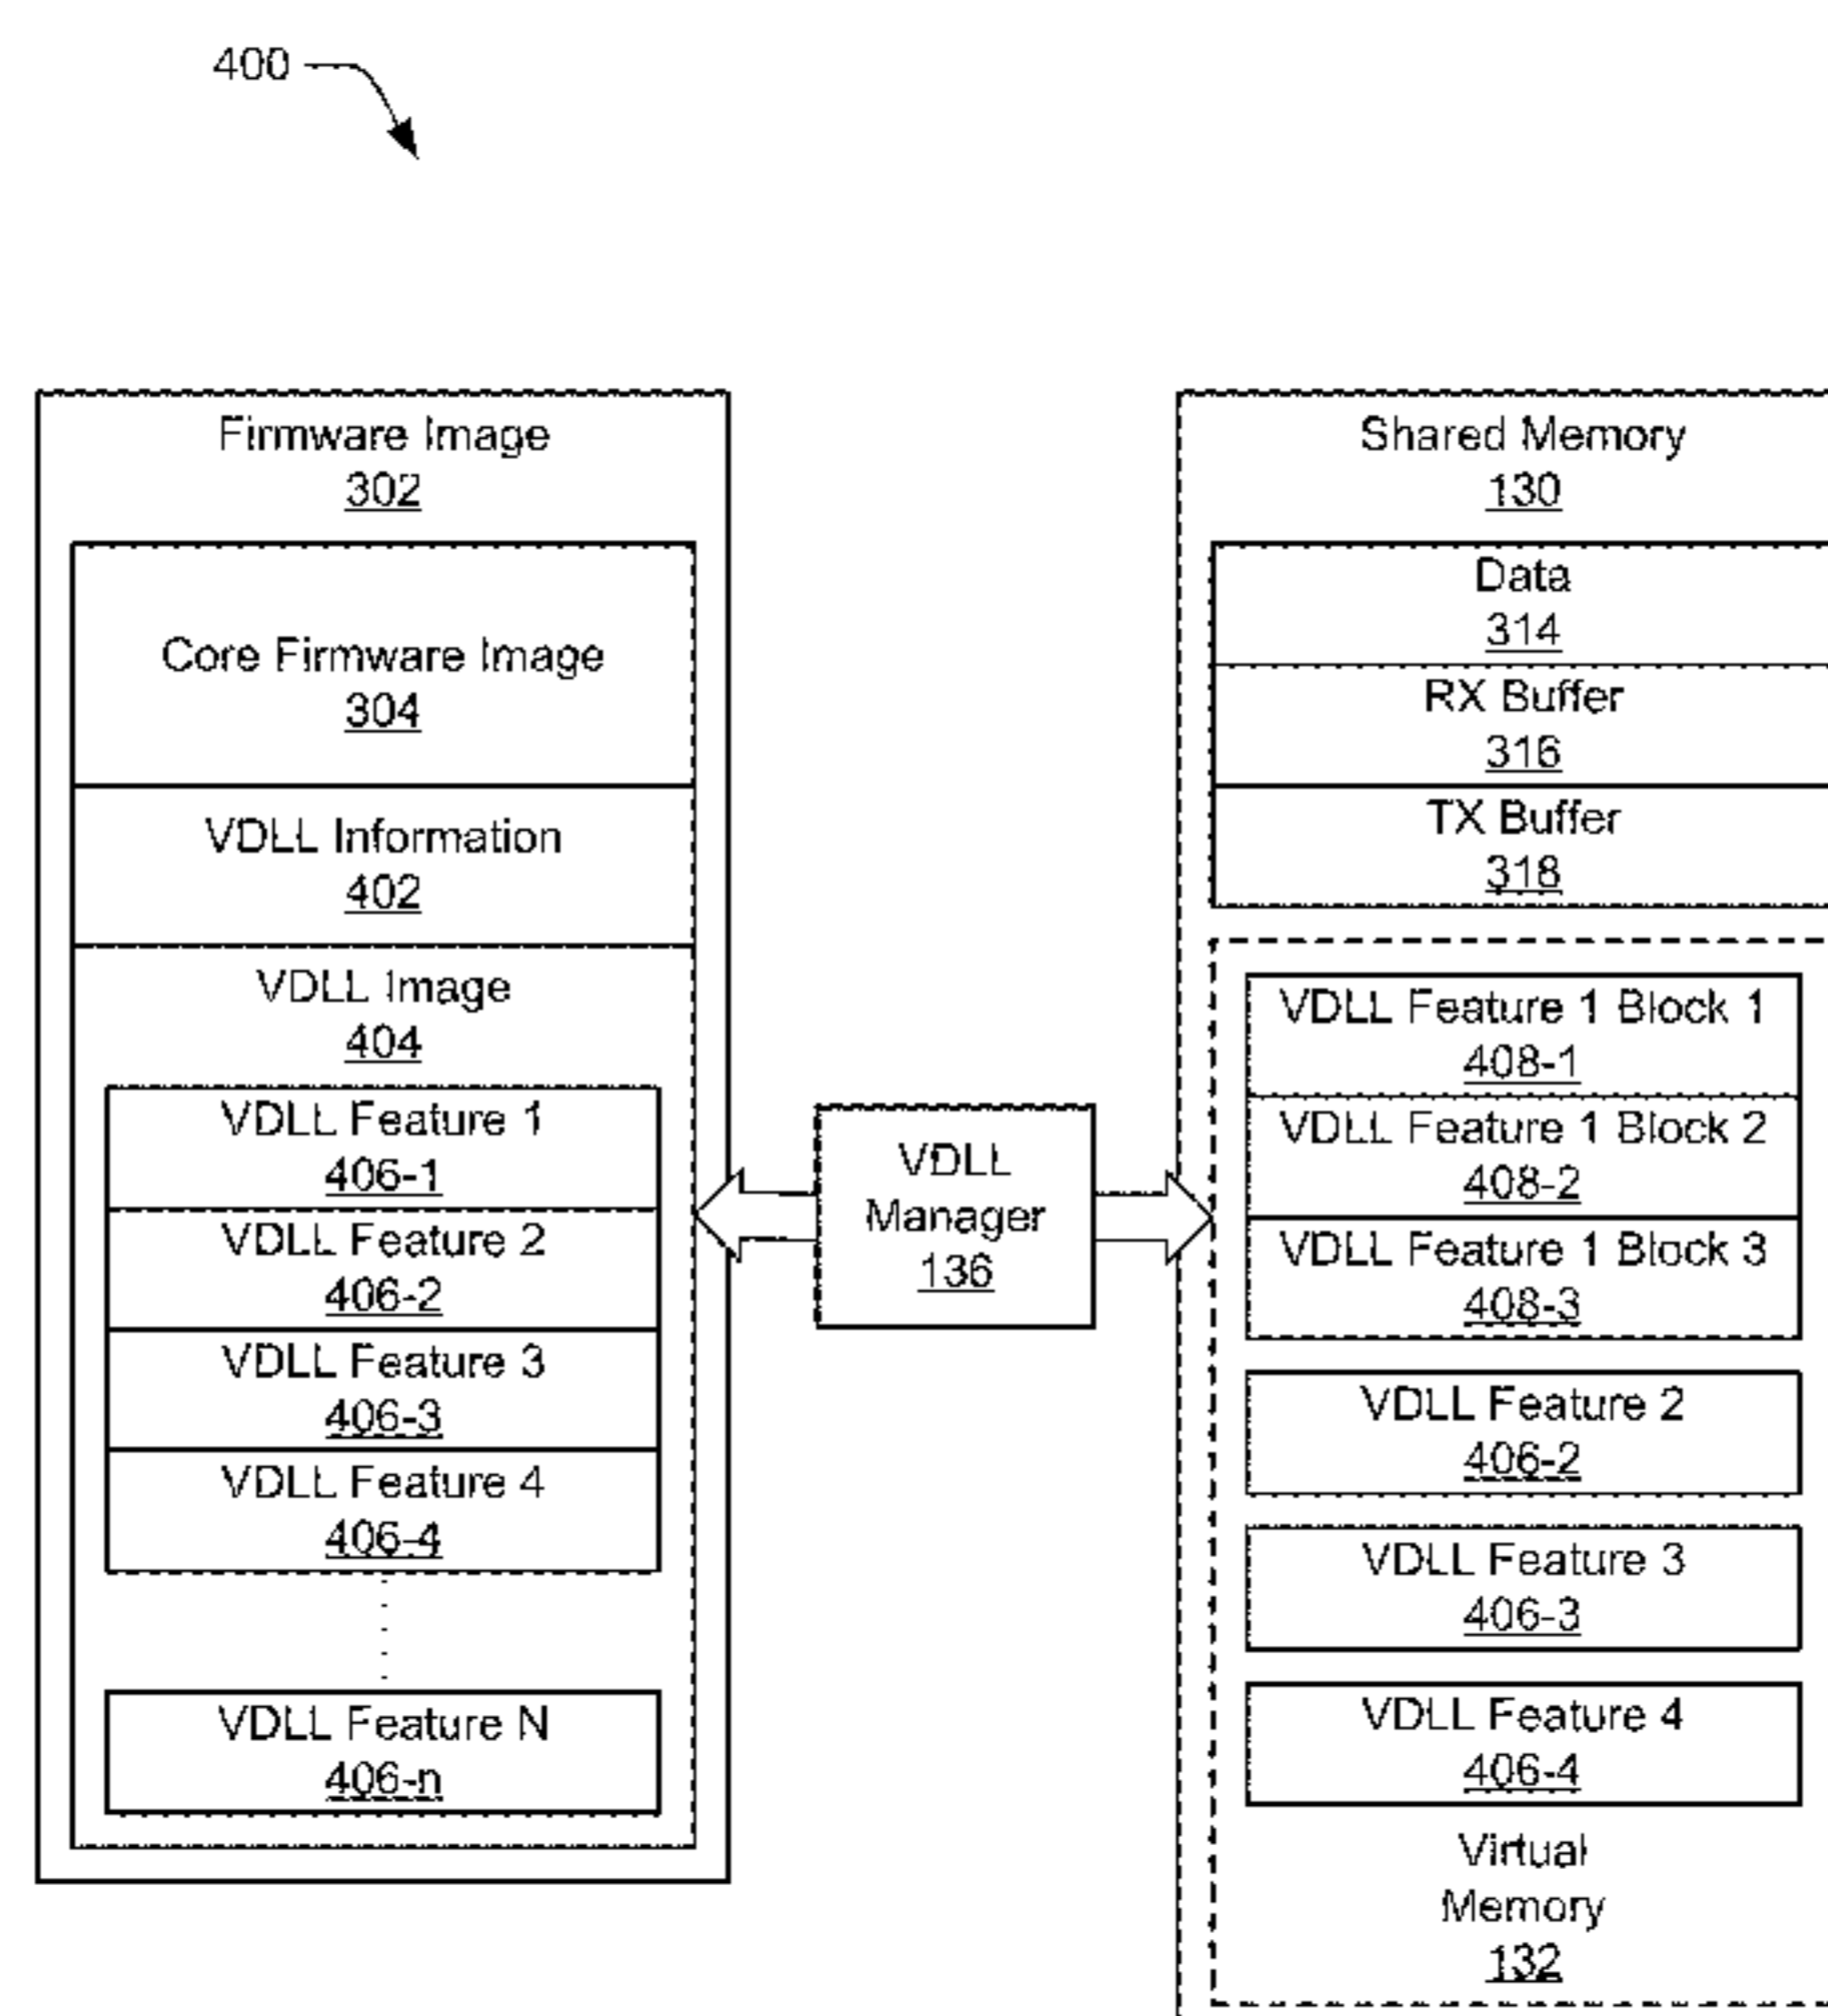 400
Firmware Image
302
Core Firmware Image
304
VDLL Information
402
VDLL Image
404
VDLL Feature 1
406-1
VDLL Feature 2
406-2
VDLL Feature 3
406-3
VDLL Feature 4
406-4
VDLL Feature N
406-n
VDLL
Manager
136
Shared Memory
130
Data
314
RX Buffer
316
TX Buffer
318
VDLL Feature 1 Block 1
408-1
VDLL Feature 1 Block 2
408-2
VDLL Feature 1 Block 3
408-3
VDLL Feature 2
406-2
VDLL Feature 3
406-3
VDLL Feature 4
406-4
Virtual
Memory
132